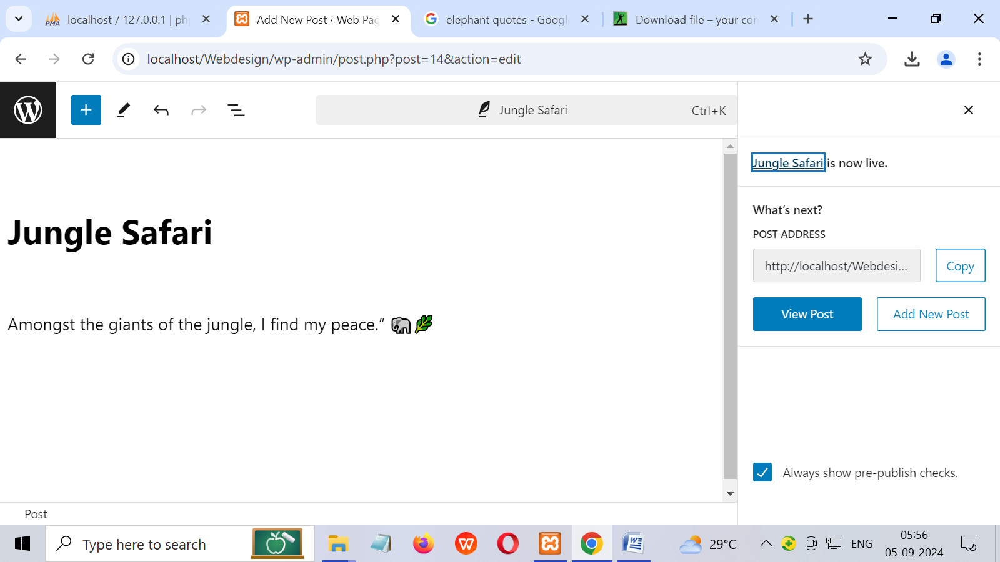 localhost / 127.0.0.1 | ph
Add New Post ‹ Web Pag
elephant quotes - Googl
Download file – your con
localhost/Webdesign/wp-admin/post.php?post=14&action=edit
Jungle Safari
Ctrl+K
Jungle Safari is now live.
What's next?
POST ADDRESS
http://localhost/Webdesi...
Copy
View Post
Add New Post
Always show pre-publish checks.
Jungle Safari
Amongst the giants of the jungle, I find my peace.” 🐘🌿
Post
Type here to search
29°C
ENG
05:56
05-09-2024